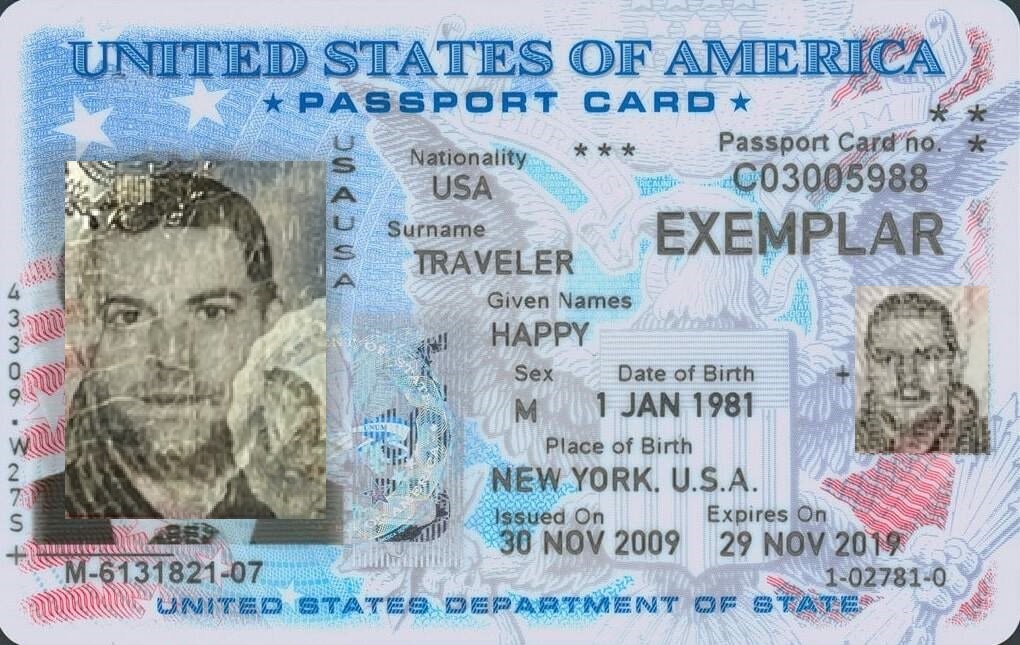 UNITED STATES OF AMERICA
★ PASSPORT CARD ★
USAUSA
Nationality
USA
* * *
Passport Card no.
C03005988
* * *
EXEMPLAR
Surname
TRAVELER
Given Names
HAPPY
Sex
M
Date of Birth
1 JAN 1981
Place of Birth
NEW YORK, U.S.A.
Issued On
30 NOV 2009
Expires On
29 NOV 2019
43309·W27S
M-6131821-07
1-02781-0
UNITED STATES DEPARTMENT OF STATE